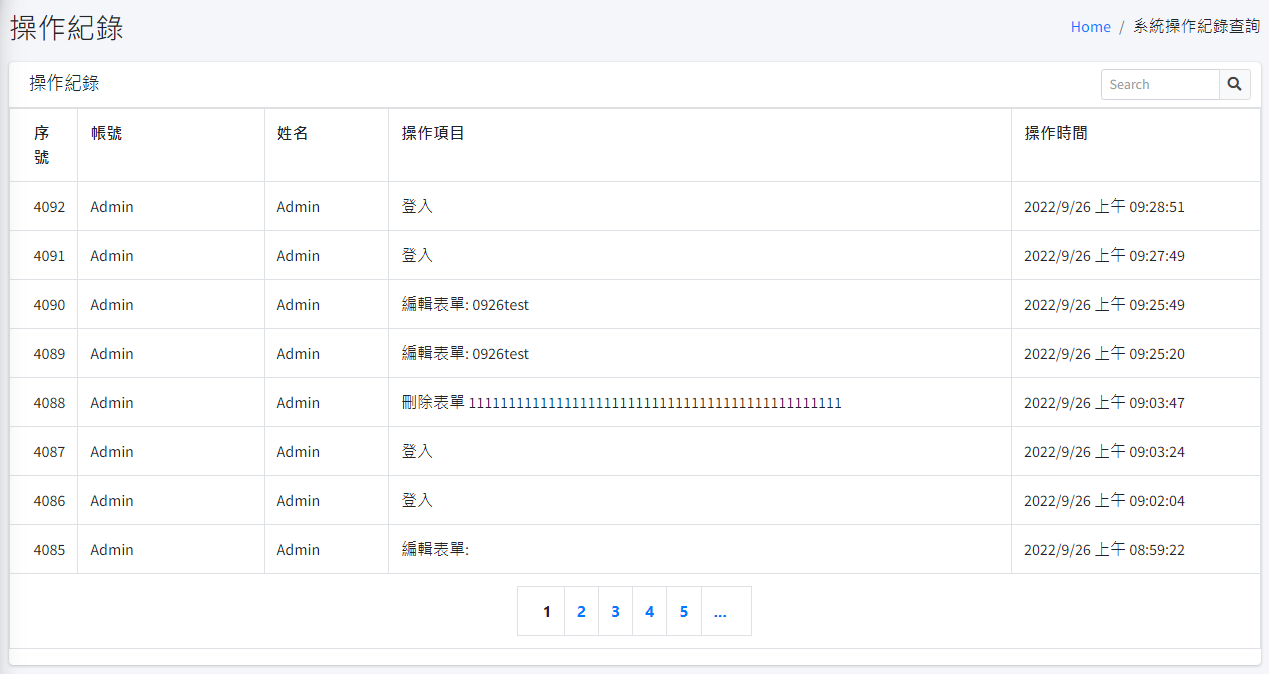 操作紀錄
Home / 系統操作紀錄查詢
操作紀錄
Search
序號 帳號 姓名 操作項目 操作時間
4092 Admin Admin 登入 2022/9/26 上午 09:28:51
4091 Admin Admin 登入 2022/9/26 上午 09:27:49
4090 Admin Admin 編輯表單: 0926test 2022/9/26 上午 09:25:49
4089 Admin Admin 編輯表單: 0926test 2022/9/26 上午 09:25:20
4088 Admin Admin 刪除表單 111111111111111111111111111111111111111111111111 2022/9/26 上午 09:03:47
4087 Admin Admin 登入 2022/9/26 上午 09:03:24
4086 Admin Admin 登入 2022/9/26 上午 09:02:04
4085 Admin Admin 編輯表單: 2022/9/26 上午 08:59:22
1 2 3 4 5 ...